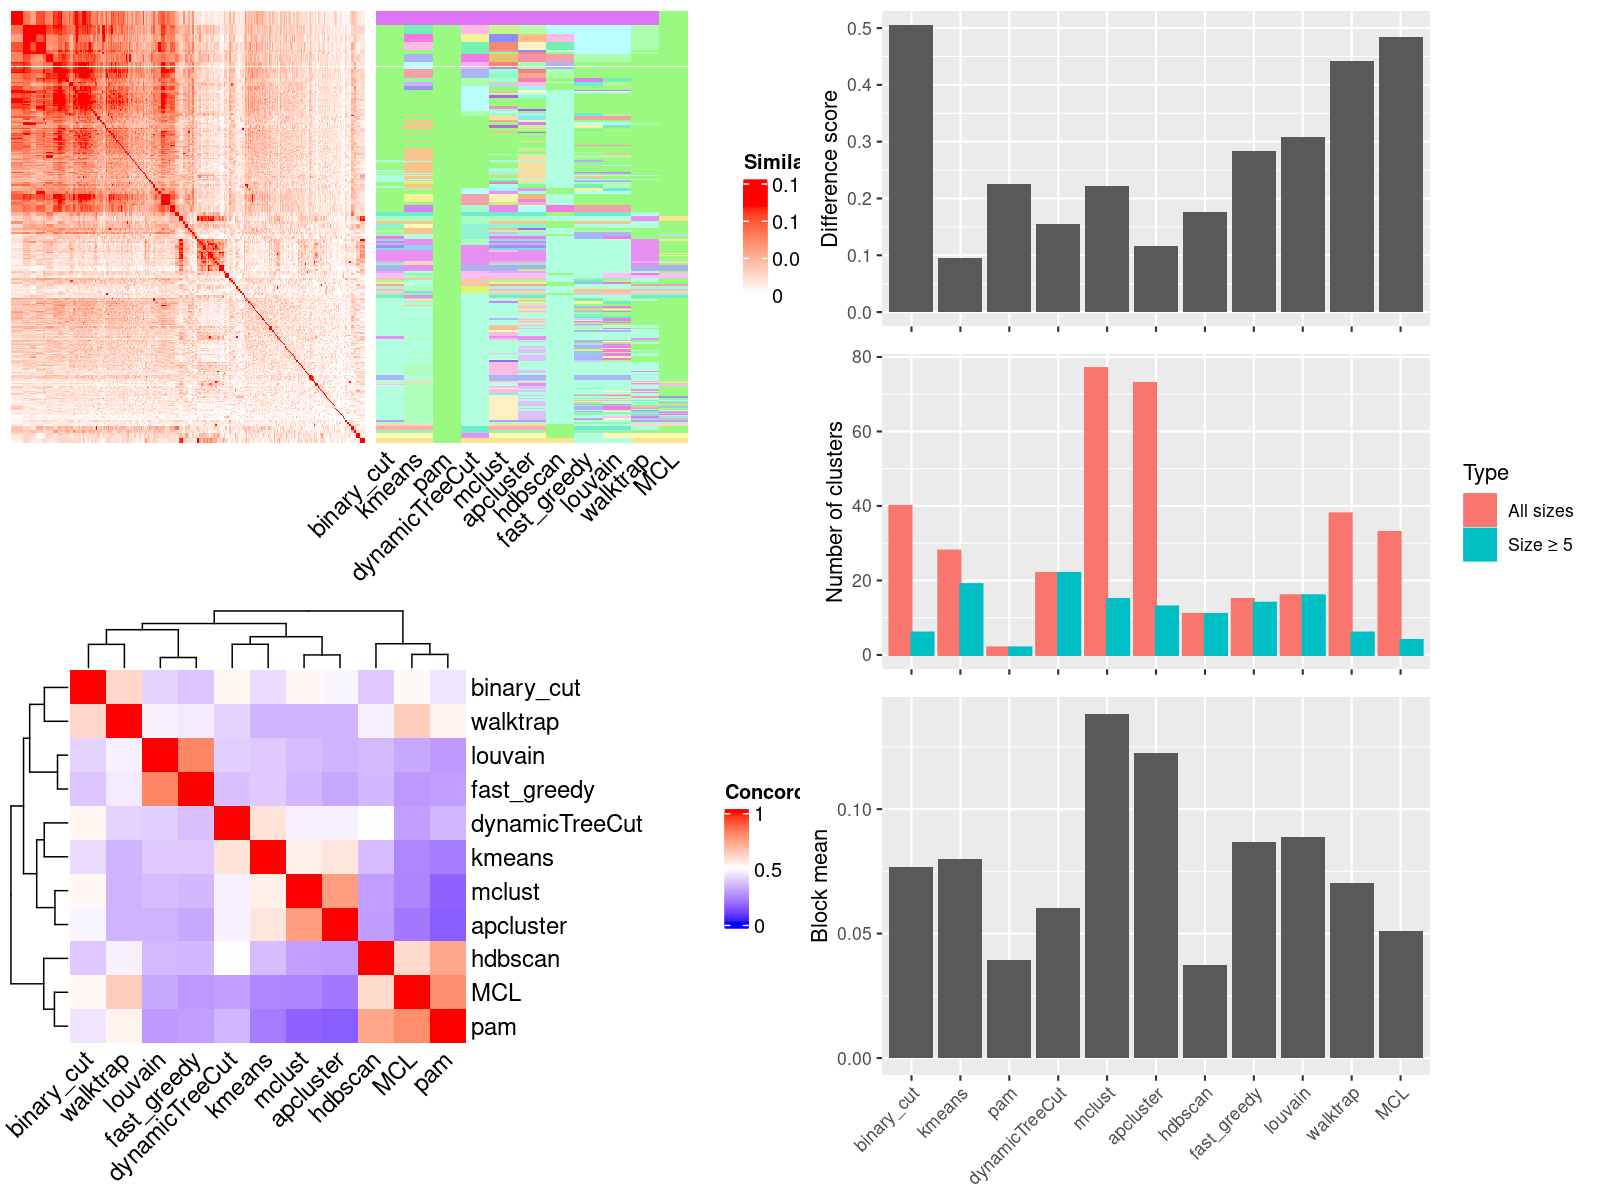 Simila
0.1
0.1
0.0
0
binary_cut
kmeans
pam
dynamicTreeCut
mclust
apcluster
hdbscan
fast_greedy
louvain
walktrap
MCL
binary_cut
walktrap
louvain
fast_greedy
dynamicTreeCut
kmeans
mclust
apcluster
hdbscan
MCL
pam
binary_cut
walktrap
louvain
fast_greedy
dynamicTreeCut
kmeans
mclust
apcluster
hdbscan
MCL
pam
Concord
1
0.5
0
Difference score
0.5
0.4
0.3
0.2
0.1
0.0
Number of clusters
80
60
40
20
0
Type
All sizes
Size ≥ 5
Block mean
0.10
0.05
0.00
binary_cut
kmeans
pam
dynamicTreeCut
mclust
apcluster
hdbscan
fast_greedy
louvain
walktrap
MCL